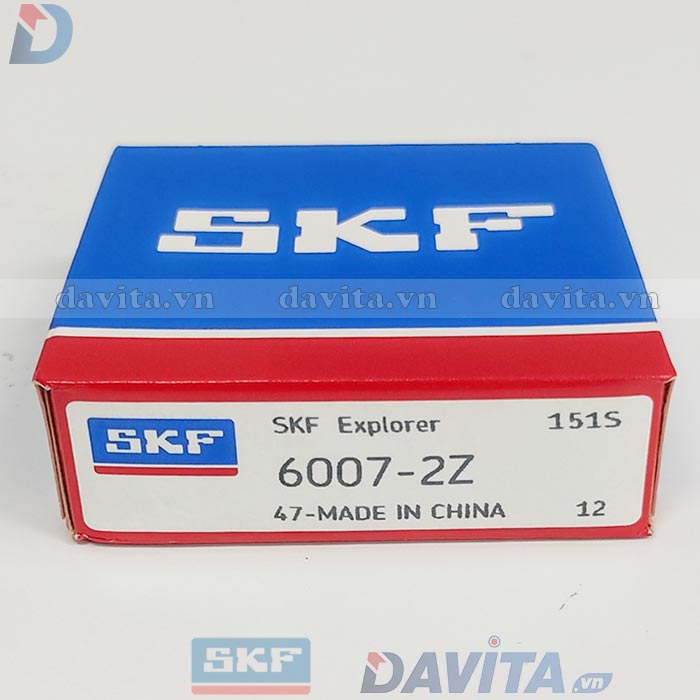 D
SKF
davita.vn davita.vn davita.vn
SKF
SKF Explorer 151S
6007-2Z
47-MADE IN CHINA 12
SKF DAVITA.vn